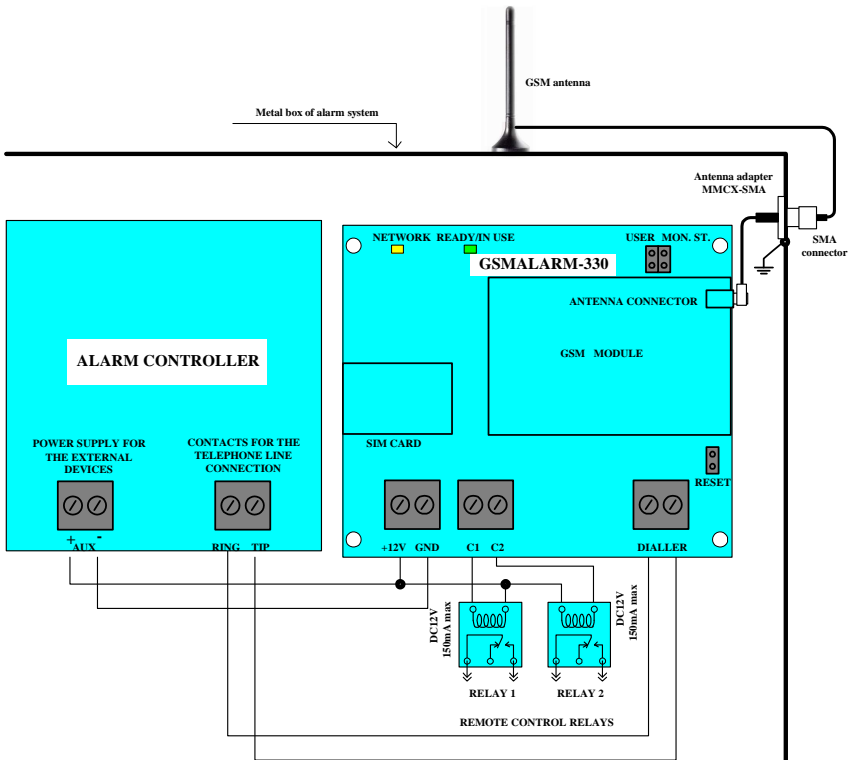 GSM antenna
Metal box of alarm system
Antenna adapter
MMCX-SMA
SMA
connector
NETWORK READY/IN USE
USER MON. ST.
GSMALARM-330
ANTENNA CONNECTOR
GSM MODULE
ALARM CONTROLLER
SIM CARD
POWER SUPPLY FOR
THE EXTERNAL
DEVICES
CONTACTS FOR THE
TELEPHONE LINE
CONNECTION
RESET
+ -
AUX
RING TIP
+12V GND
C1 C2
DIALLER
DC12V
150mA max
DC12V
150mA max
RELAY 1
RELAY 2
REMOTE CONTROL RELAYS